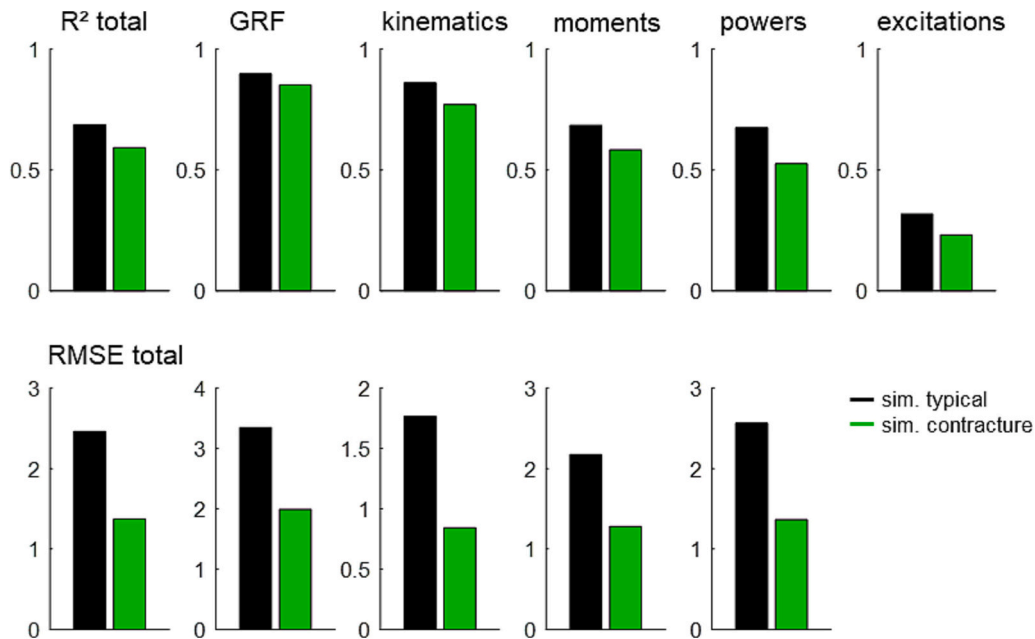 R² total GRF kinematics moments powers excitations
1 1 1 1 1 1
0.5 0.5 0.5 0.5 0.5 0.5
0 0 0 0 0 0
RMSE total
3 4 2 3 3
3
1.5
2 2 2
2 1
1 1 1
1 0.5
0 0 0 0 0
sim. typical
sim. contracture